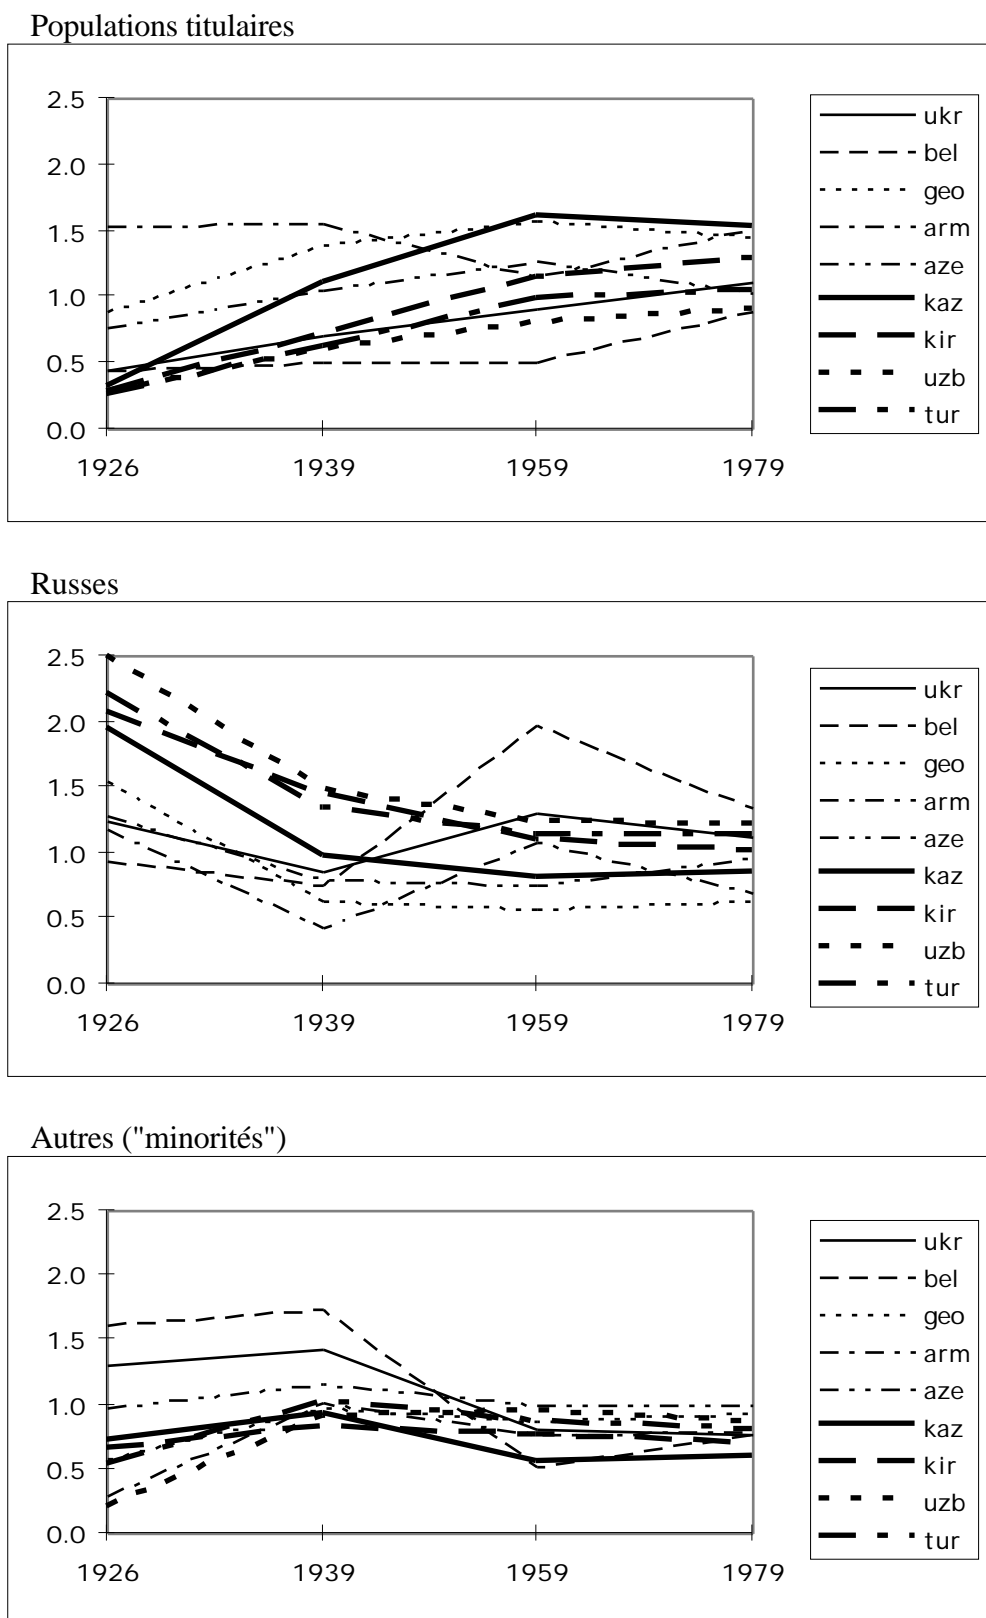 Populations titulaires
2.5
2.0
1.5
1.0
0.5
0.0
1926 1939 1959 1979
ukr
bel
geo
arm
aze
kaz
kir
uzb
tur
Russes
2.5
2.0
1.5
1.0
0.5
0.0
1926 1939 1959 1979
ukr
bel
geo
arm
aze
kaz
kir
uzb
tur
Autres ("minorités")
2.5
2.0
1.5
1.0
0.5
0.0
1926 1939 1959 1979
ukr
bel
geo
arm
aze
kaz
kir
uzb
tur